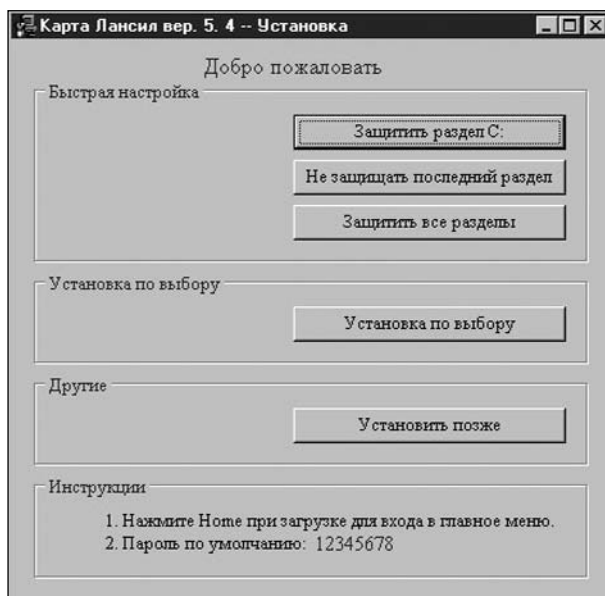 Карта Лансил вер. 5. 4 -- Установка
Добро пожаловать
Быстрая настройка
Защитить раздел C:
Не защищать последний раздел
Защитить все разделы
Установка по выбору
Установка по выбору
Другие
Установить позже
Инструкции
1. Нажмите Home при загрузке для входа в главное меню.
2. Пароль по умолчанию: 12345678